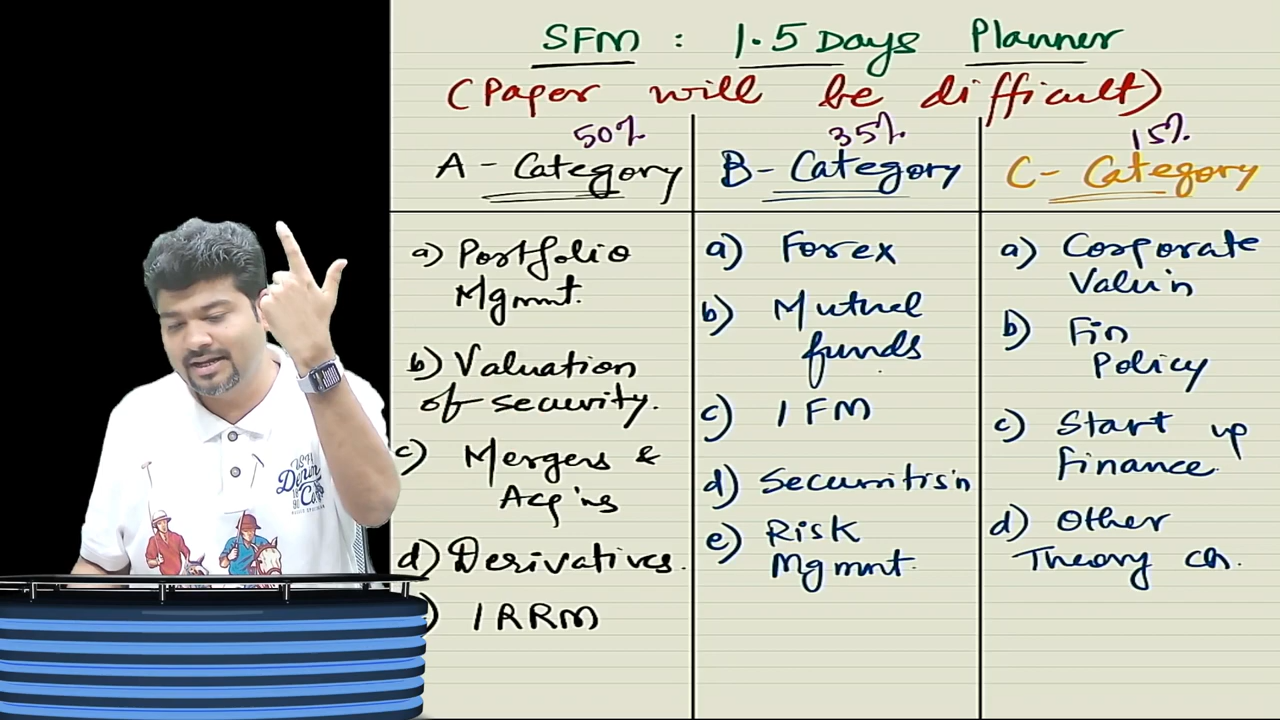 SFM : 1.5 Days Planner
(Paper will be difficult)
50%
A - Category
a) Portfolio
Mgmnt.
b) Valuation
of security.
c) Mergers &
Acq'ns
d) Derivatives.
) IRRM
35%
B - Category
a) Forex
b) Mutual
funds
c) IFM
d) Securitis'n
e) Risk
Mgmnt.
15%
C - Category
a) Corporate
Valu'n
b) Fin
Policy
c) Start up
Finance.
d) Other
Theory ch.